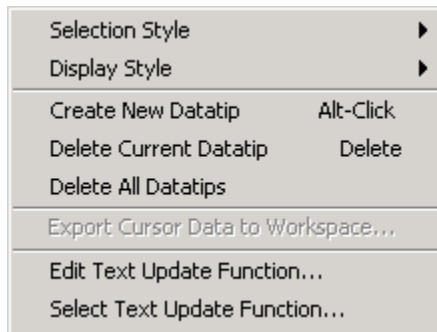 Selection Style
Display Style
Create New Datatip Alt-Click
Delete Current Datatip Delete
Delete All Datatips
Export Cursor Data to Workspace...
Edit Text Update Function...
Select Text Update Function...